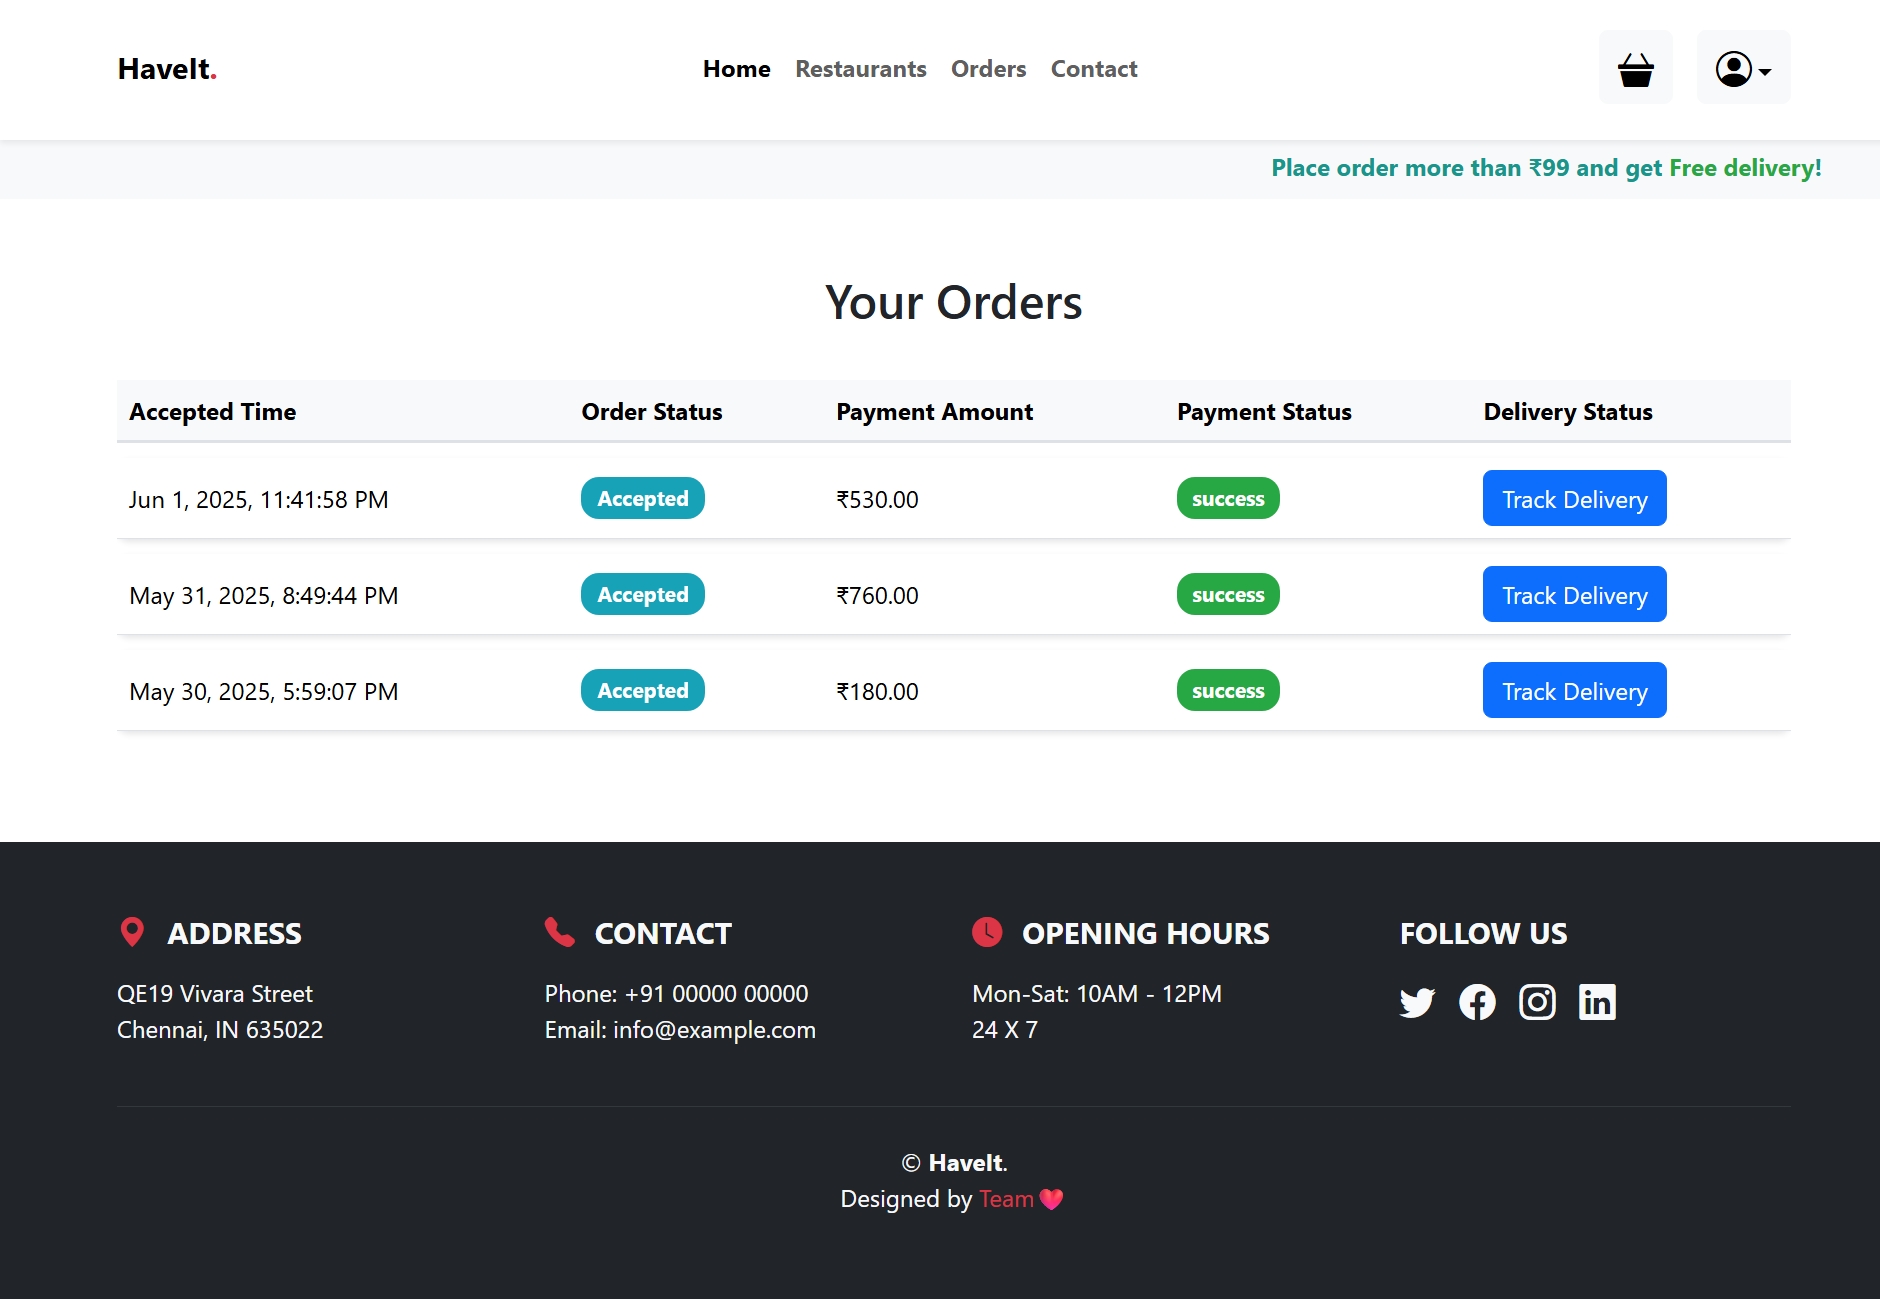 HaveIt.
Home Restaurants Orders Contact
Place order more than ₹99 and get Free delivery!
Your Orders
Accepted Time Order Status Payment Amount Payment Status Delivery Status
Jun 1, 2025, 11:41:58 PM Accepted ₹530.00 success Track Delivery
May 31, 2025, 8:49:44 PM Accepted ₹760.00 success Track Delivery
May 30, 2025, 5:59:07 PM Accepted ₹180.00 success Track Delivery
ADDRESS
QE19 Vivara Street
Chennai, IN 635022
CONTACT
Phone: +91 00000 00000
Email: info@example.com
OPENING HOURS
Mon-Sat: 10AM - 12PM
24 X 7
FOLLOW US
© HaveIt.
Designed by Team